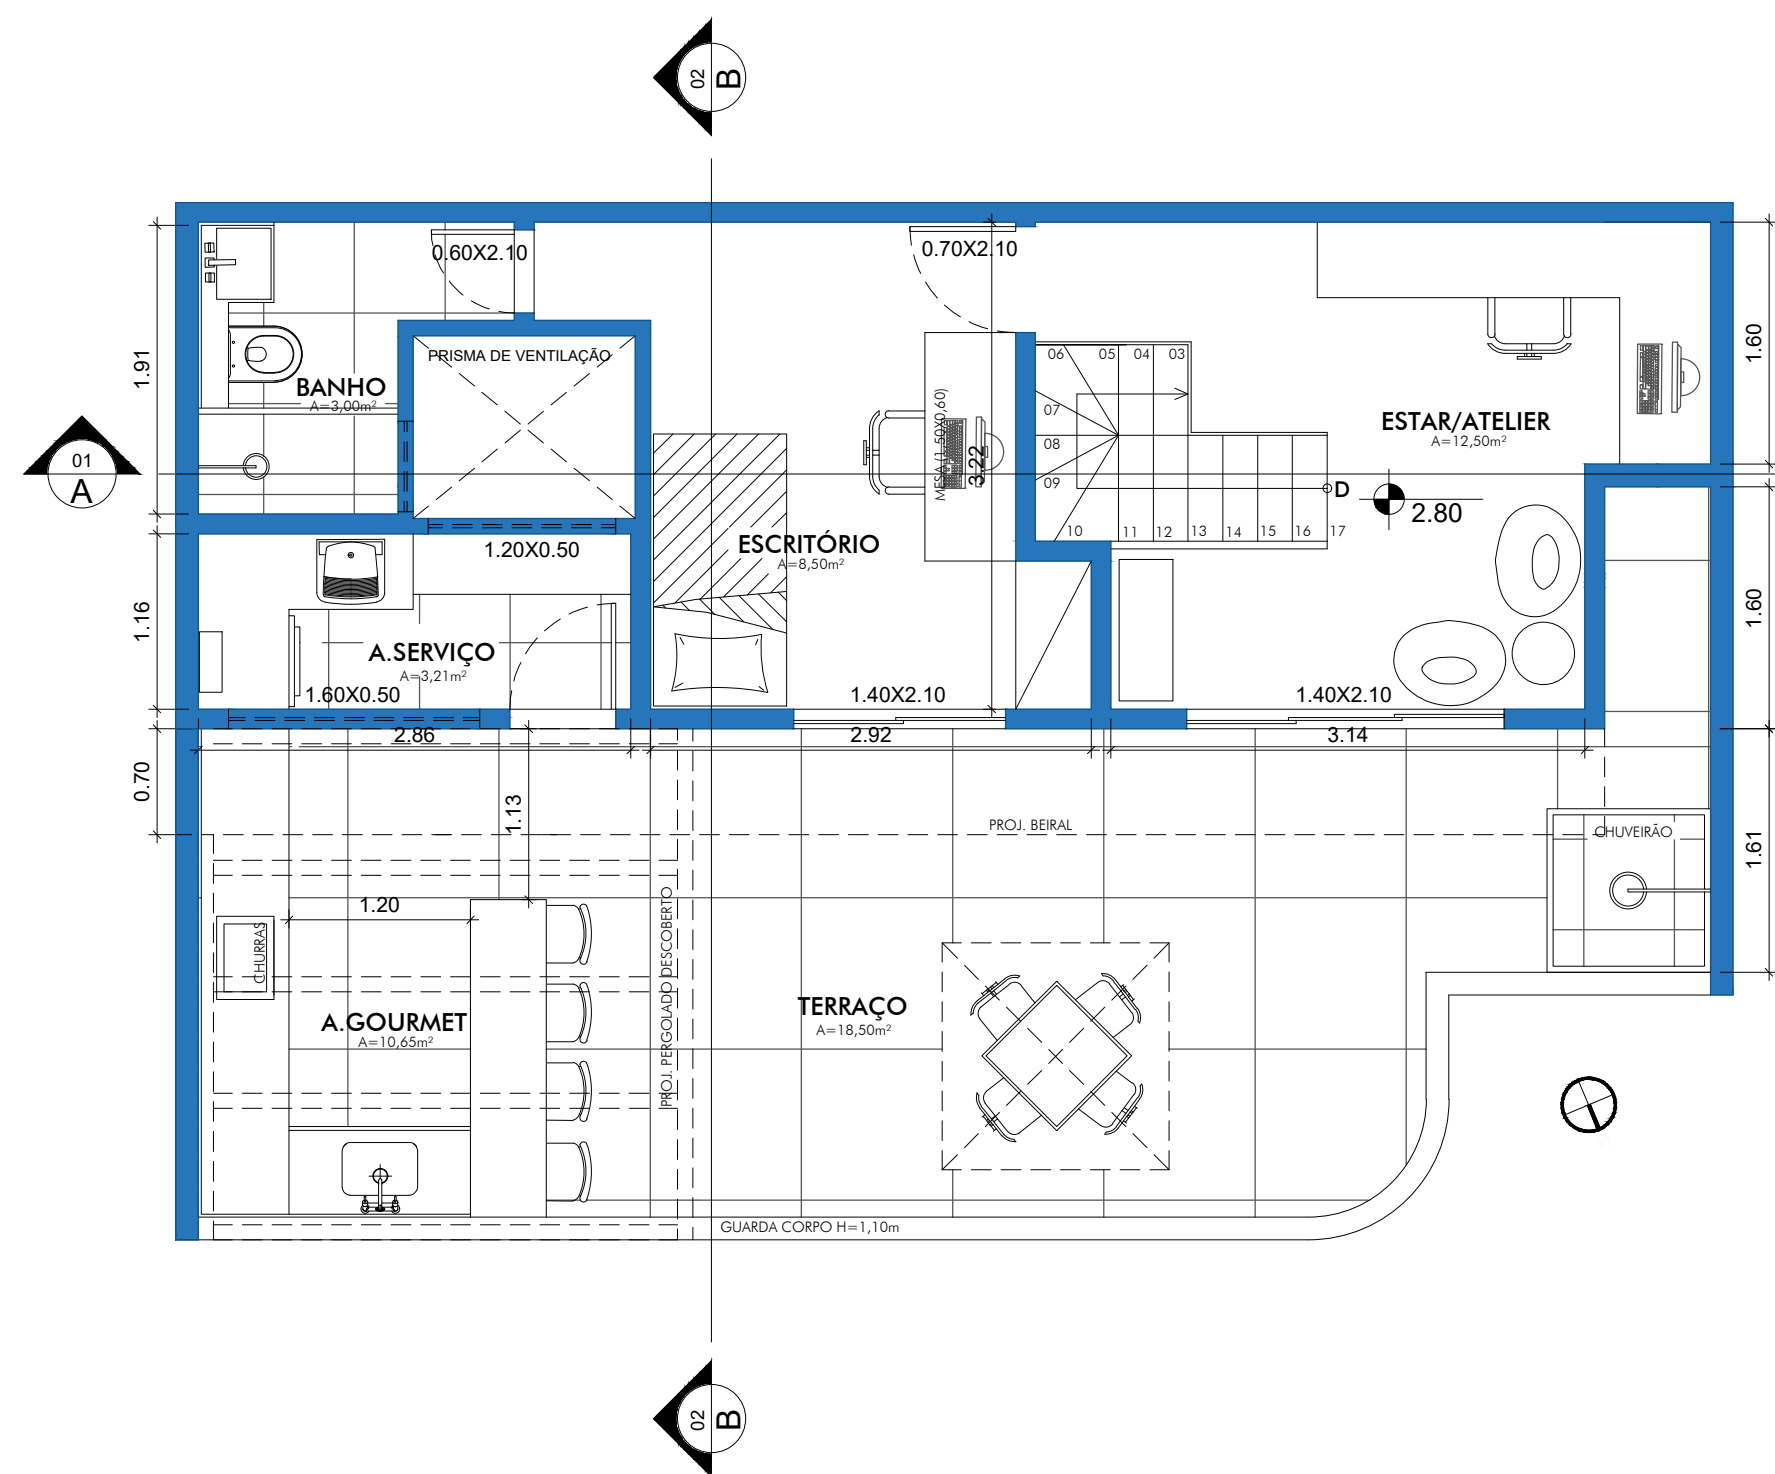 02
B
0.60X2.10
0.70X2.10
1.91
PRISMA DE VENTILAÇÃO
BANHO
A=3,00m²
06
05
04
03
07
08
09
10
11
12
13
14
15
16
17
D
MESA (1.50X0,60)
3.22
ESTAR/ATELIER
A=12,50m²
1.60
01
A
2.80
ESCRITÓRIO
A=8,50m²
1.20X0.50
1.16
A.SERVIÇO
A=3,21m²
1.60X0.50
1.40X2.10
1.40X2.10
1.60
2.86
2.92
3.14
0.70
1.13
PROJ. BEIRAL
CHUVEIRÃO
1.61
1.20
CHURRAS
PROJ. PERGOLADO DESCOBERTO
A.GOURMET
A=10,65m²
TERRAÇO
A=18,50m²
GUARDA CORPO H=1,10m
02
B